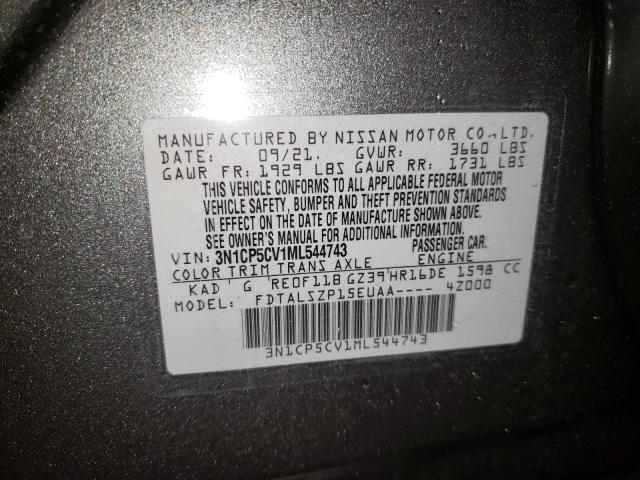 MANUFACTURED BY NISSAN MOTOR CO., LTD.
DATE: 09/21. GVWR: 3660 LBS
GAWR FR: 1929 LBS GAWR RR: 1731 LBS
THIS VEHICLE CONFORMS TO ALL APPLICABLE FEDERAL MOTOR
VEHICLE SAFETY, BUMPER AND THEFT PREVENTION STANDARDS
IN EFFECT ON THE DATE OF MANUFACTURE SHOWN ABOVE.
SEE OWNER'S MANUAL FOR ADDITIONAL INFORMATION.
VIN: 3N1CP5CV1ML544743 PASSENGER CAR.
COLOR TRIM TRANS AXLE ENGINE
KAD G RE0F11B GZ39 HR16DE 1598 CC
MODEL: FDTALSZP15EUAA---- 4Z000
3N1CP5CV1ML544743